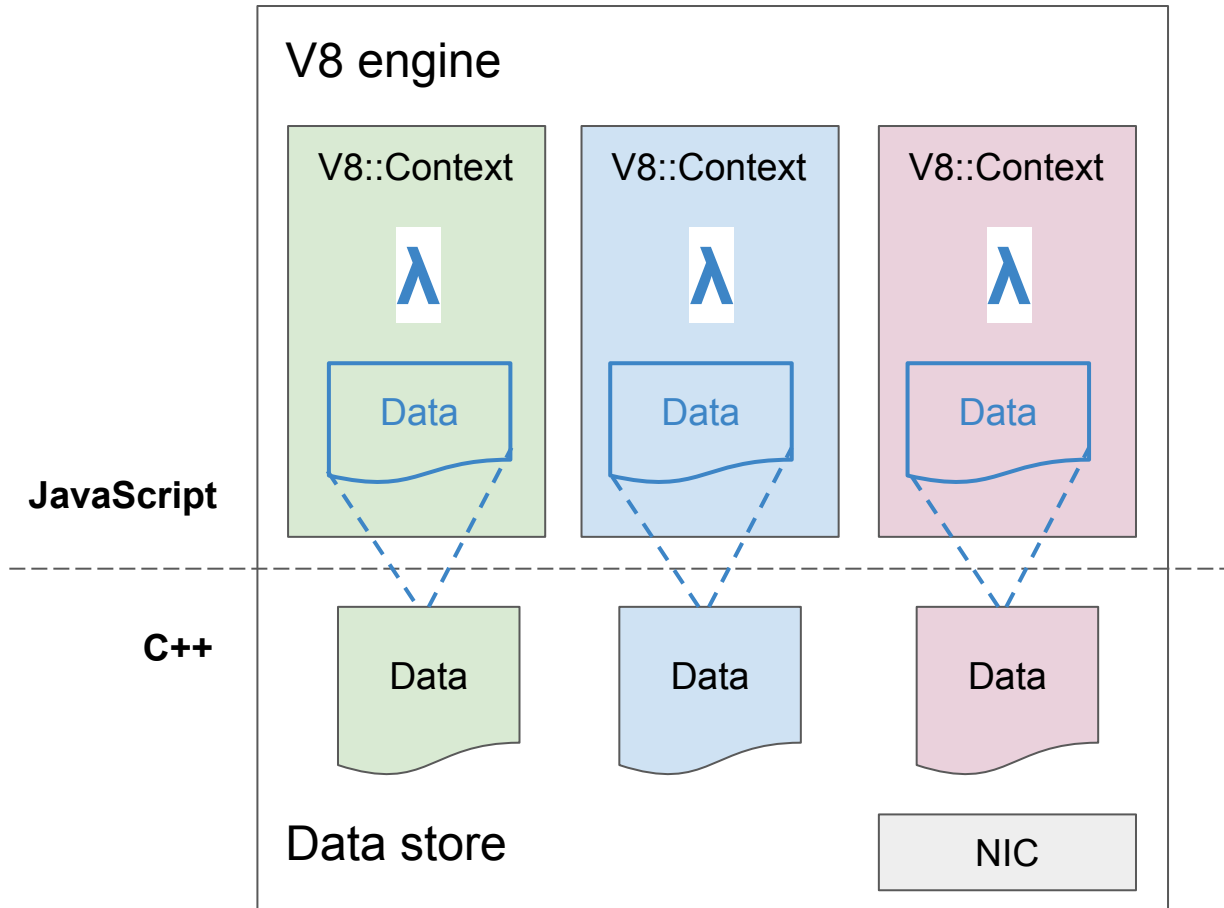 V8 engine
V8::Context
V8::Context
V8::Context
λ
λ
λ
Data
Data
Data
JavaScript
C++
Data
Data
Data
Data store
NIC